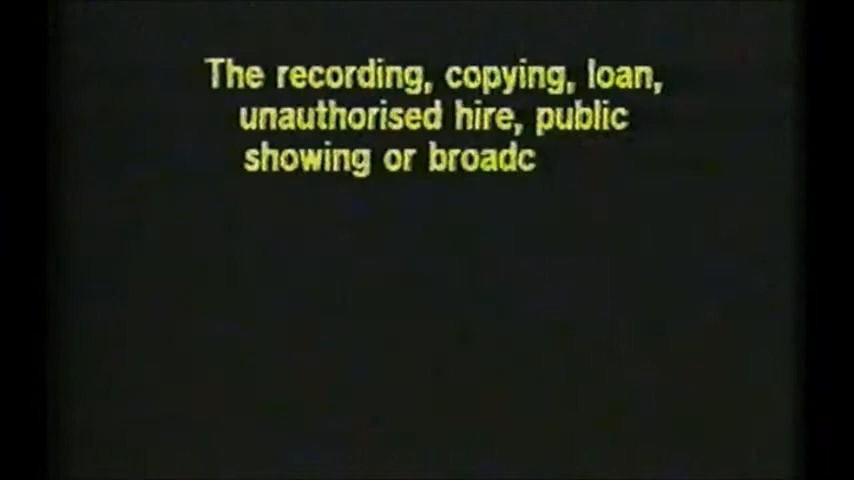 The recording, copying, loan,
unauthorised hire, public
showing or broadc